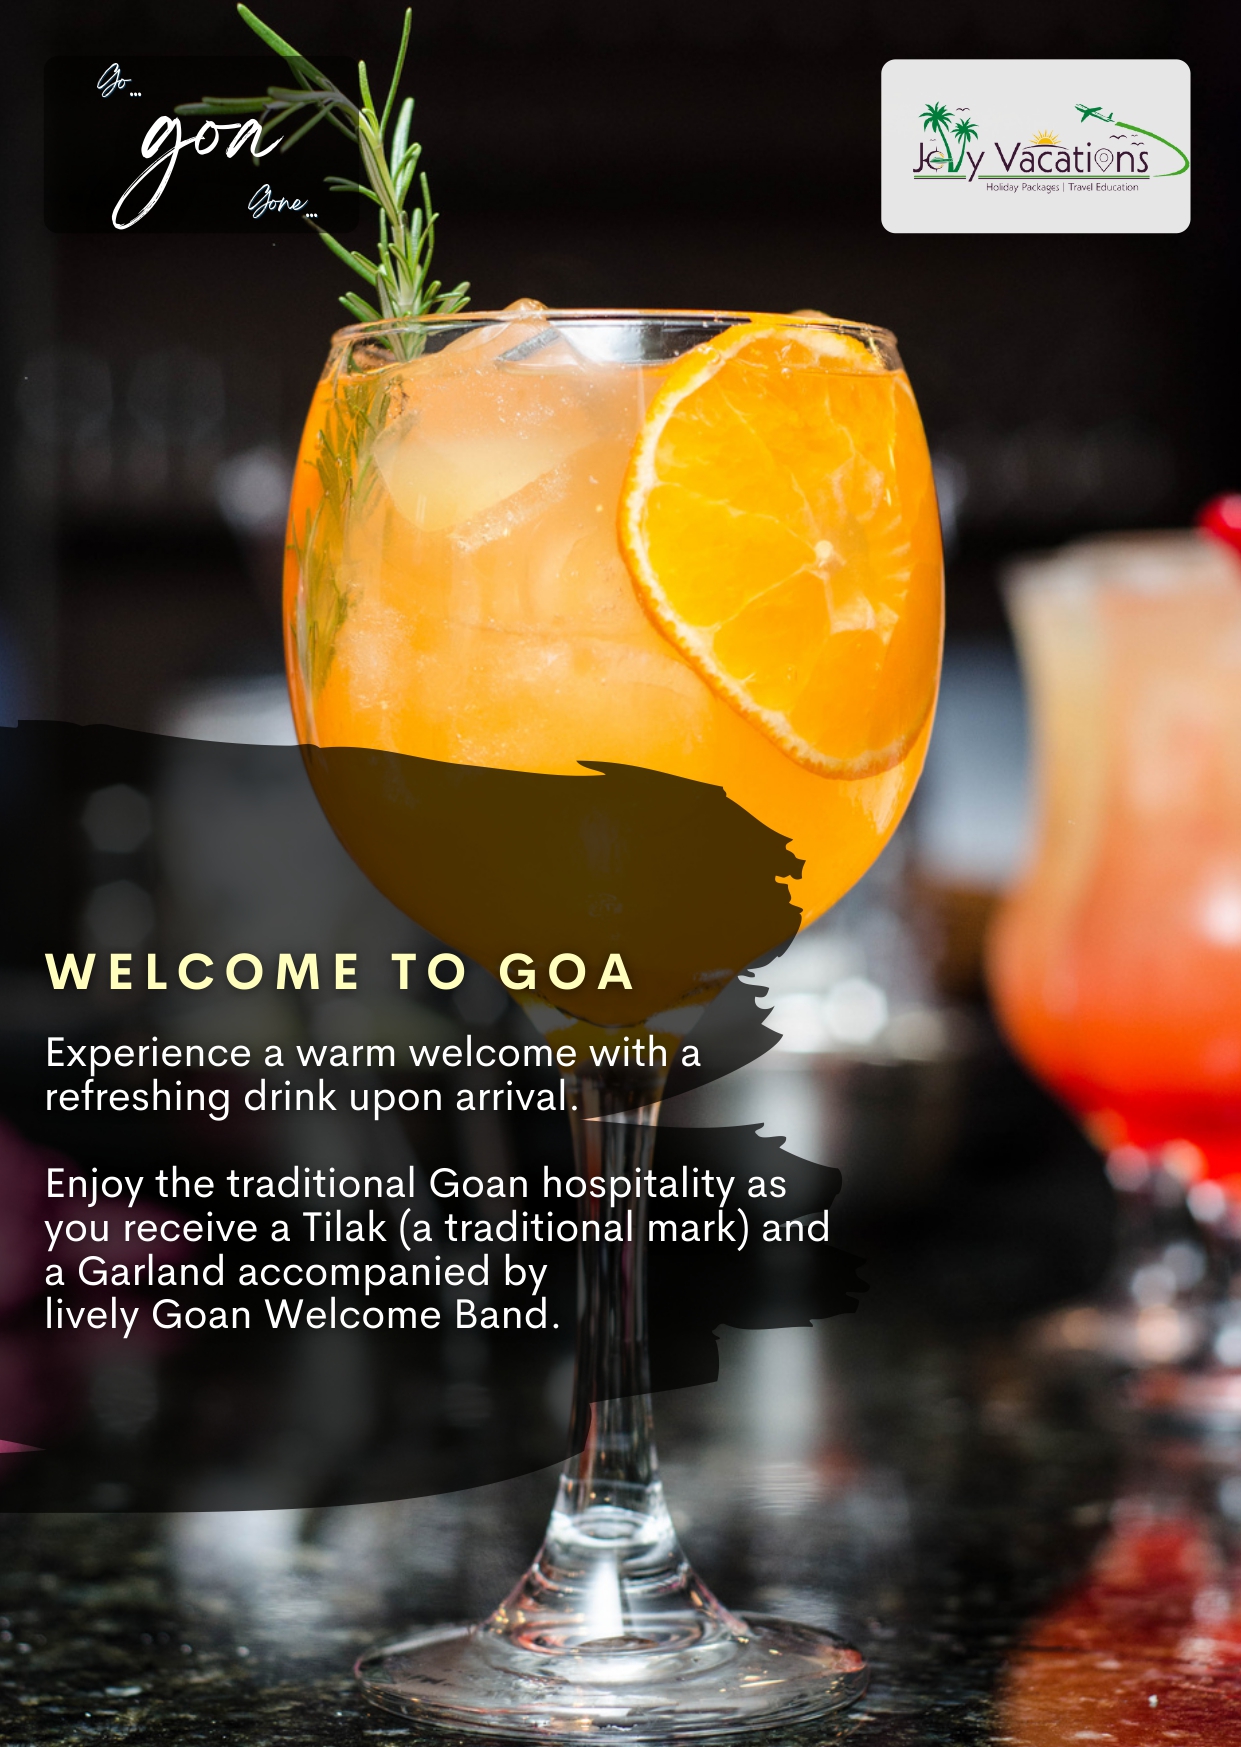 Go...
goa
Gone...
Jolly Vacations
Holiday Packages | Travel Education
WELCOME TO GOA
Experience a warm welcome with a
refreshing drink upon arrival.
Enjoy the traditional Goan hospitality as
you receive a Tilak (a traditional mark) and
a Garland accompanied by
lively Goan Welcome Band.